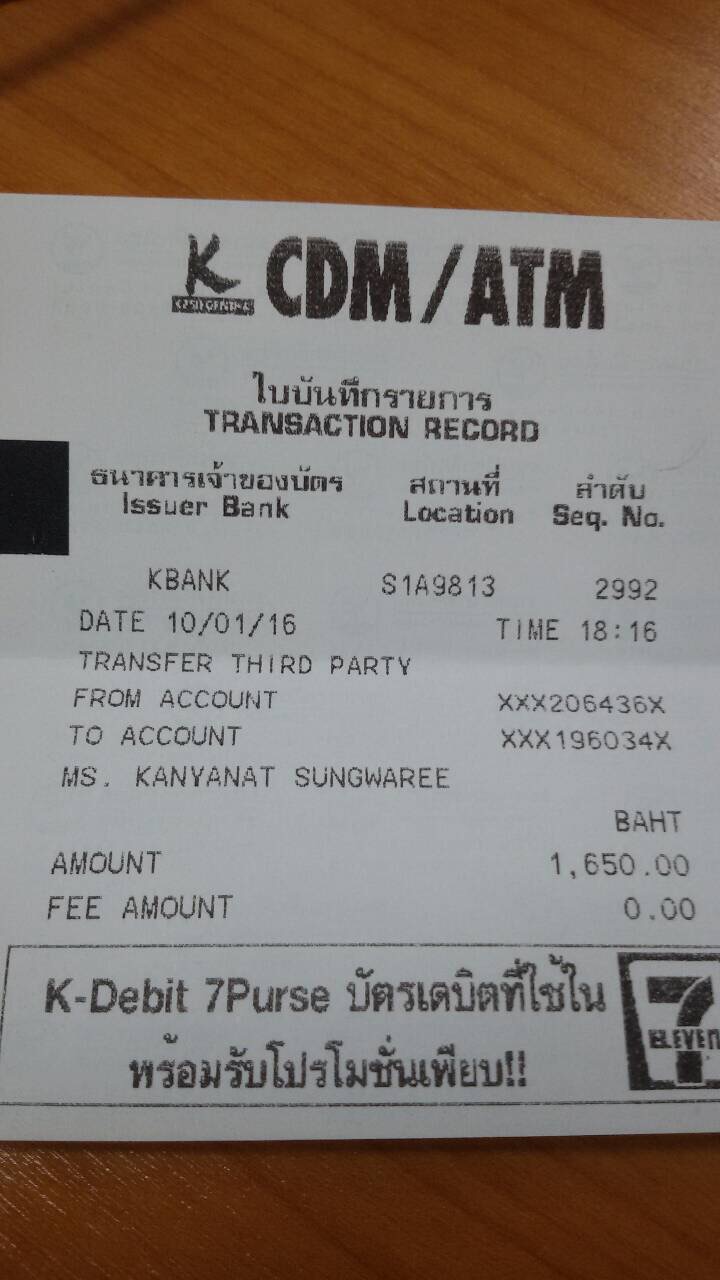 K CDM/ATM
ใบบันทึกรายการ
TRANSACTION RECORD
ธนาคารเจ้าของบัตร สถานที่ ลำดับ
Issuer Bank Location Seq. No.
KBANK S1A9813 2992
DATE 10/01/16 TIME 18:16
TRANSFER THIRD PARTY
FROM ACCOUNT XXX206436X
TO ACCOUNT XXX196034X
MS. KANYANAT SUNGWAREE
BAHT
AMOUNT 1,650.00
FEE AMOUNT 0.00
K-Debit 7Purse บัตรเดบิตที่ใช้ใน 7 ELEVEN
พร้อมรับโปรโมชั่นเพียบ!!